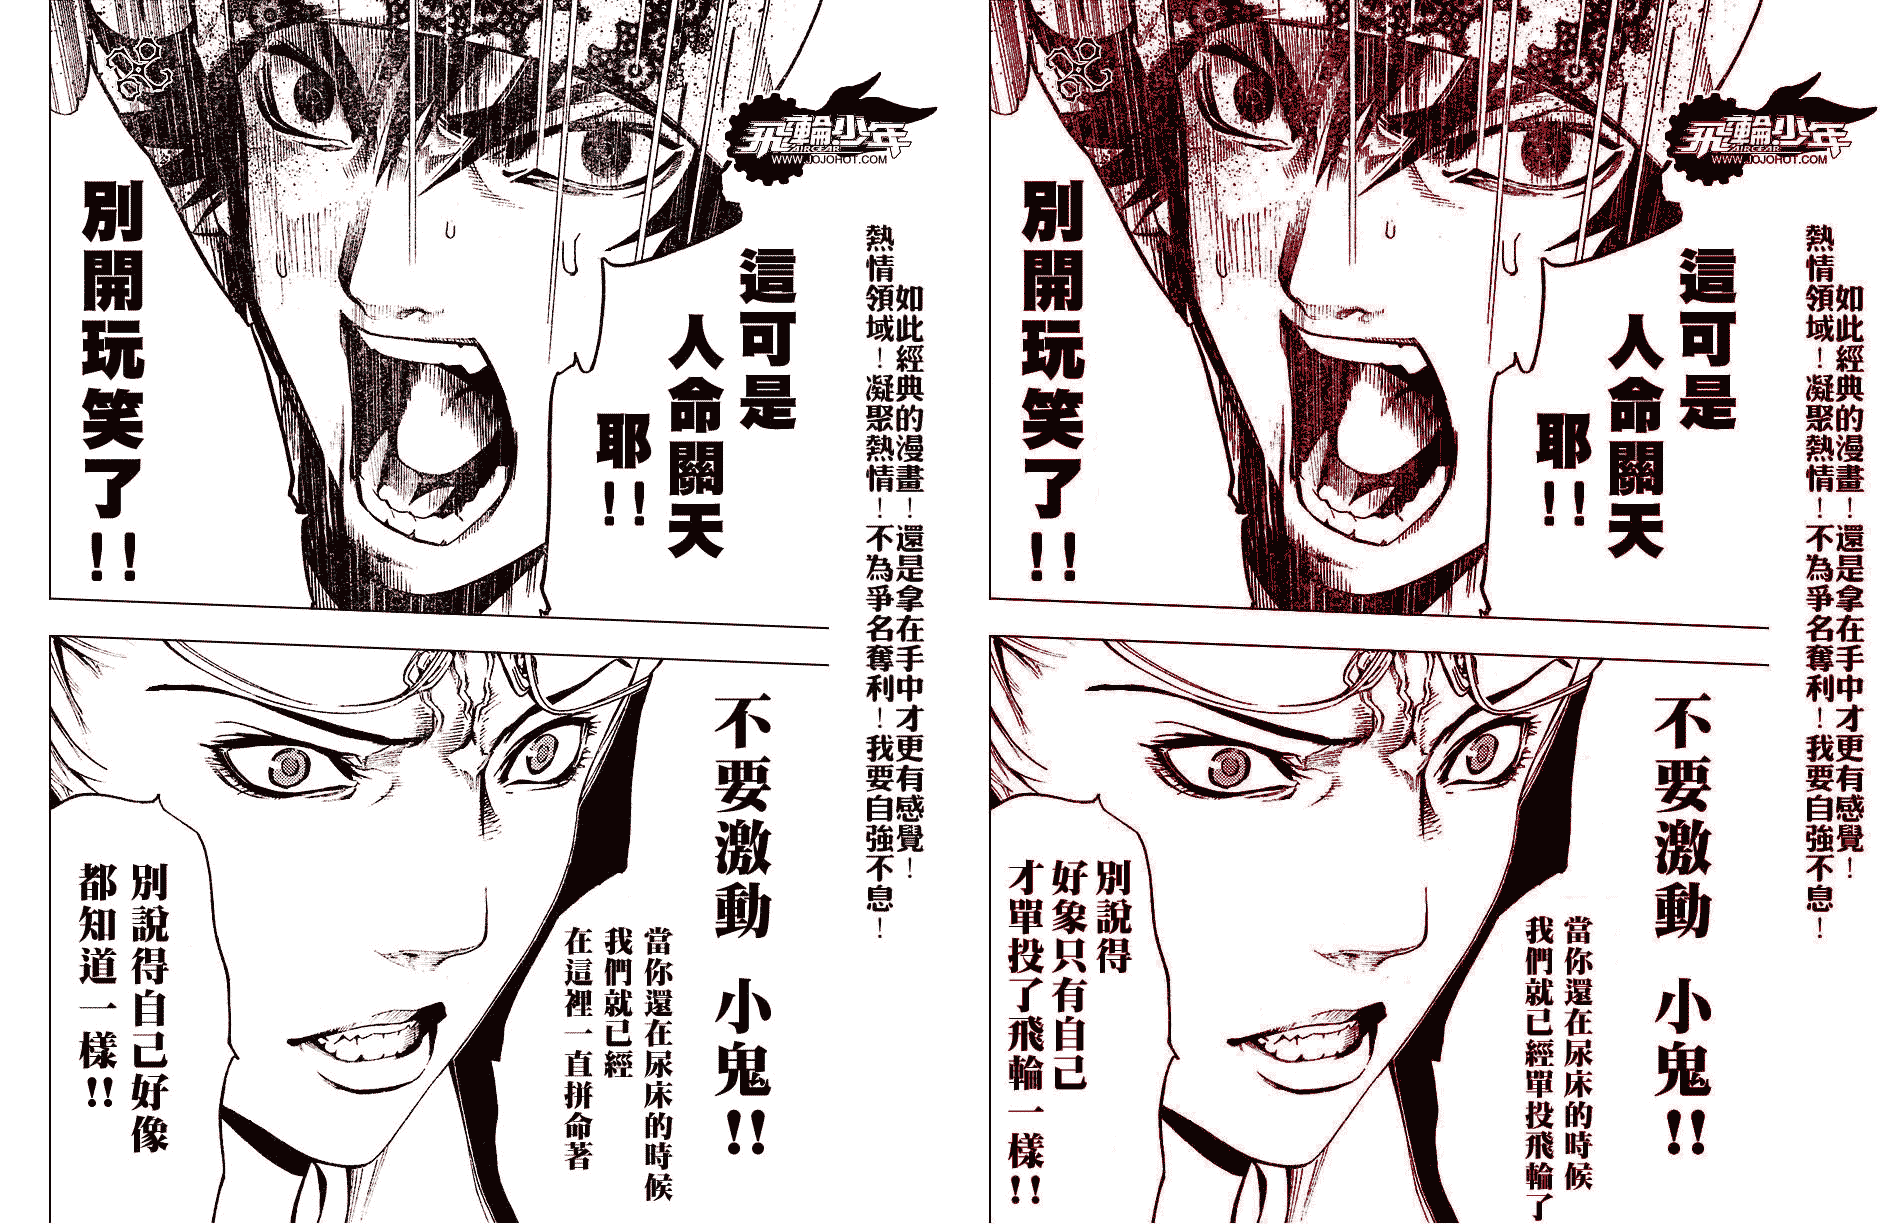 飛輪少年
AIRGEAR
WWW.JOJOHOT.COM
如此經典的漫畫！還是拿在手中才更有感覺！
熱情領域！凝聚熱情！不為爭名奪利！我要自強不息！
這可是
人命關天
耶!!
別開玩笑了!!
不要激動 小鬼!!
當你還在尿床的時候
我們就已經
在這裡一直拼命著
別說得自己好像
都知道一樣!!
飛輪少年
AIRGEAR
WWW.JOJOHOT.COM
如此經典的漫畫！還是拿在手中才更有感覺！
熱情領域！凝聚熱情！不為爭名奪利！我要自強不息！
這可是
人命關天
耶!!
別開玩笑了!!
不要激動 小鬼!!
當你還在尿床的時候
我們就已經單投飛輪了
別說得
好象只有自己
才單投了飛輪一樣!!